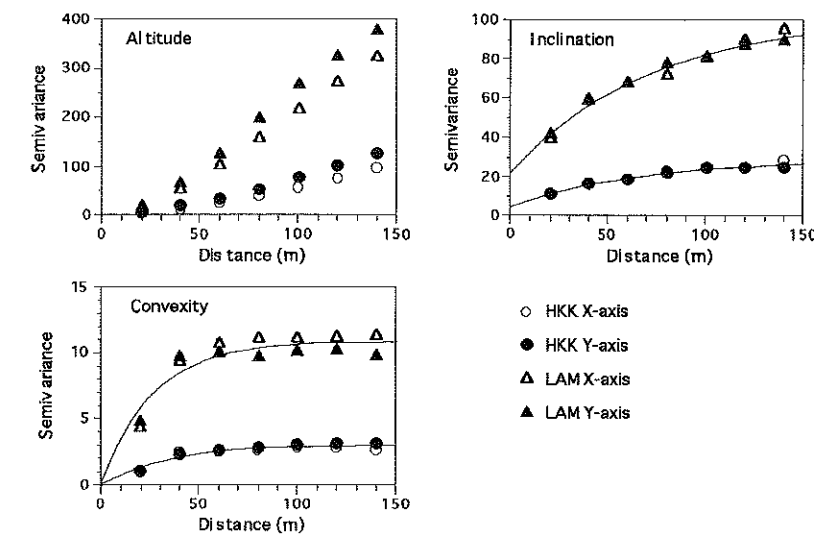 Altitude
400
300
200
100
0
0 50 100 150
Distance (m)
Semivariance
Inclination
100
80
60
40
20
0
0 50 100 150
Distance (m)
Semivariance
Convexity
15
10
5
0
0 50 100 150
Distance (m)
Semivariance
HKK X-axis
HKK Y-axis
LAM X-axis
LAM Y-axis